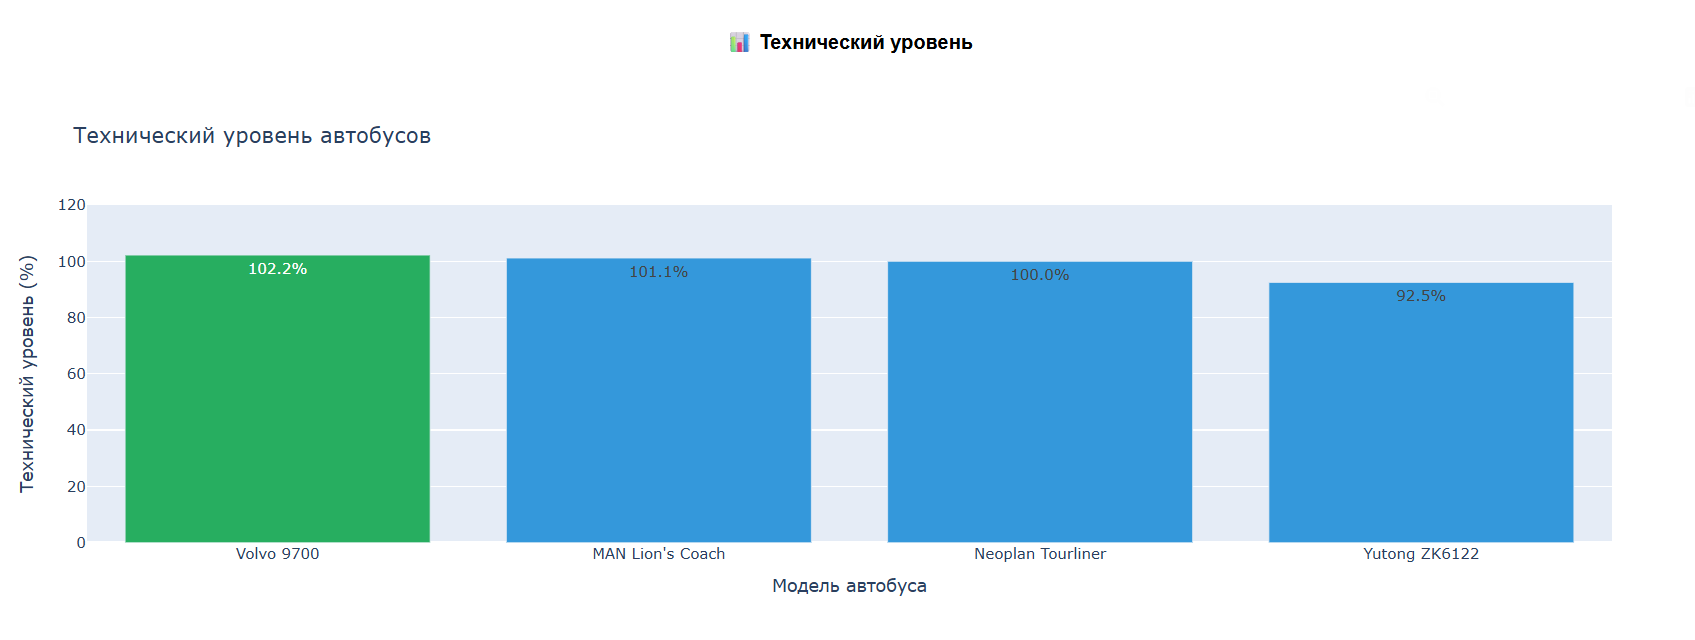 📊 Технический уровень
Технический уровень автобусов
Технический уровень (%)
120
100
80
60
40
20
0
102.2%
101.1%
100.0%
92.5%
Volvo 9700
MAN Lion's Coach
Neoplan Tourliner
Yutong ZK6122
Модель автобуса